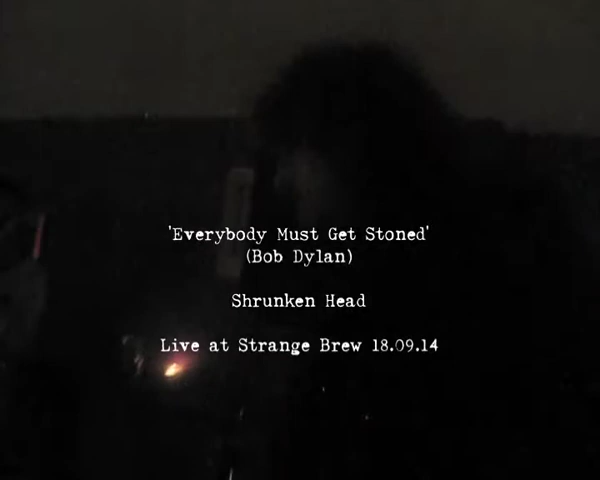 'Everybody Must Get Stoned'
(Bob Dylan)
Shrunken Head
Live at Strange Brew 18.09.14